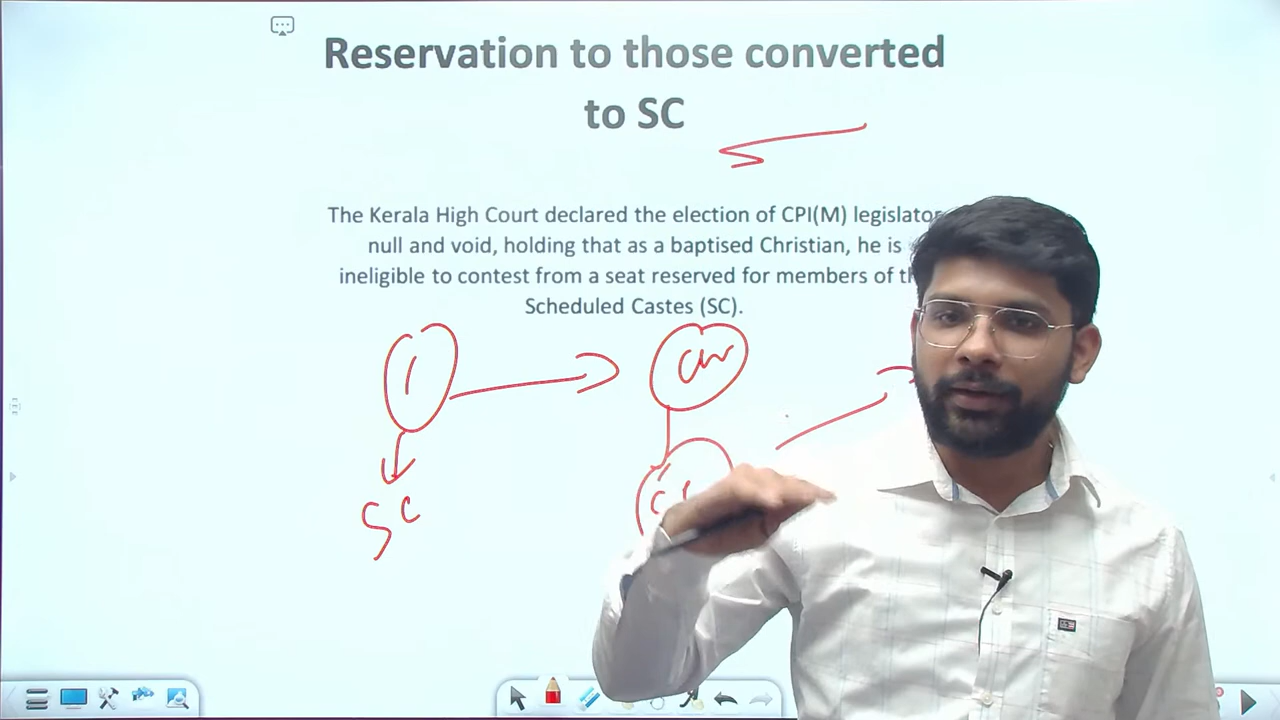 Reservation to those converted
to SC
The Kerala High Court declared the election of CPI(M) legislator
null and void, holding that as a baptised Christian, he is
ineligible to contest from a seat reserved for members of
Scheduled Castes (SC).
SC